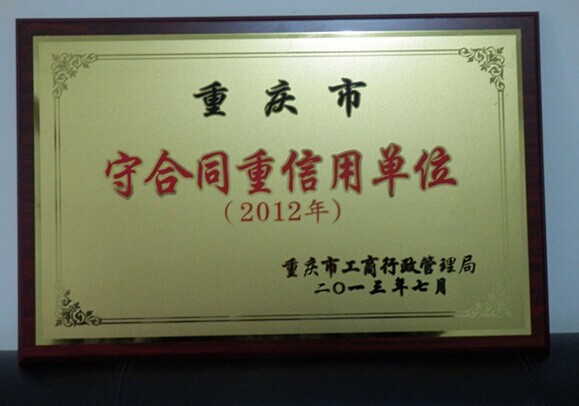 重庆市
守合同重信用单位
（2012年）
重庆市工商行政管理局
二〇一三年七月